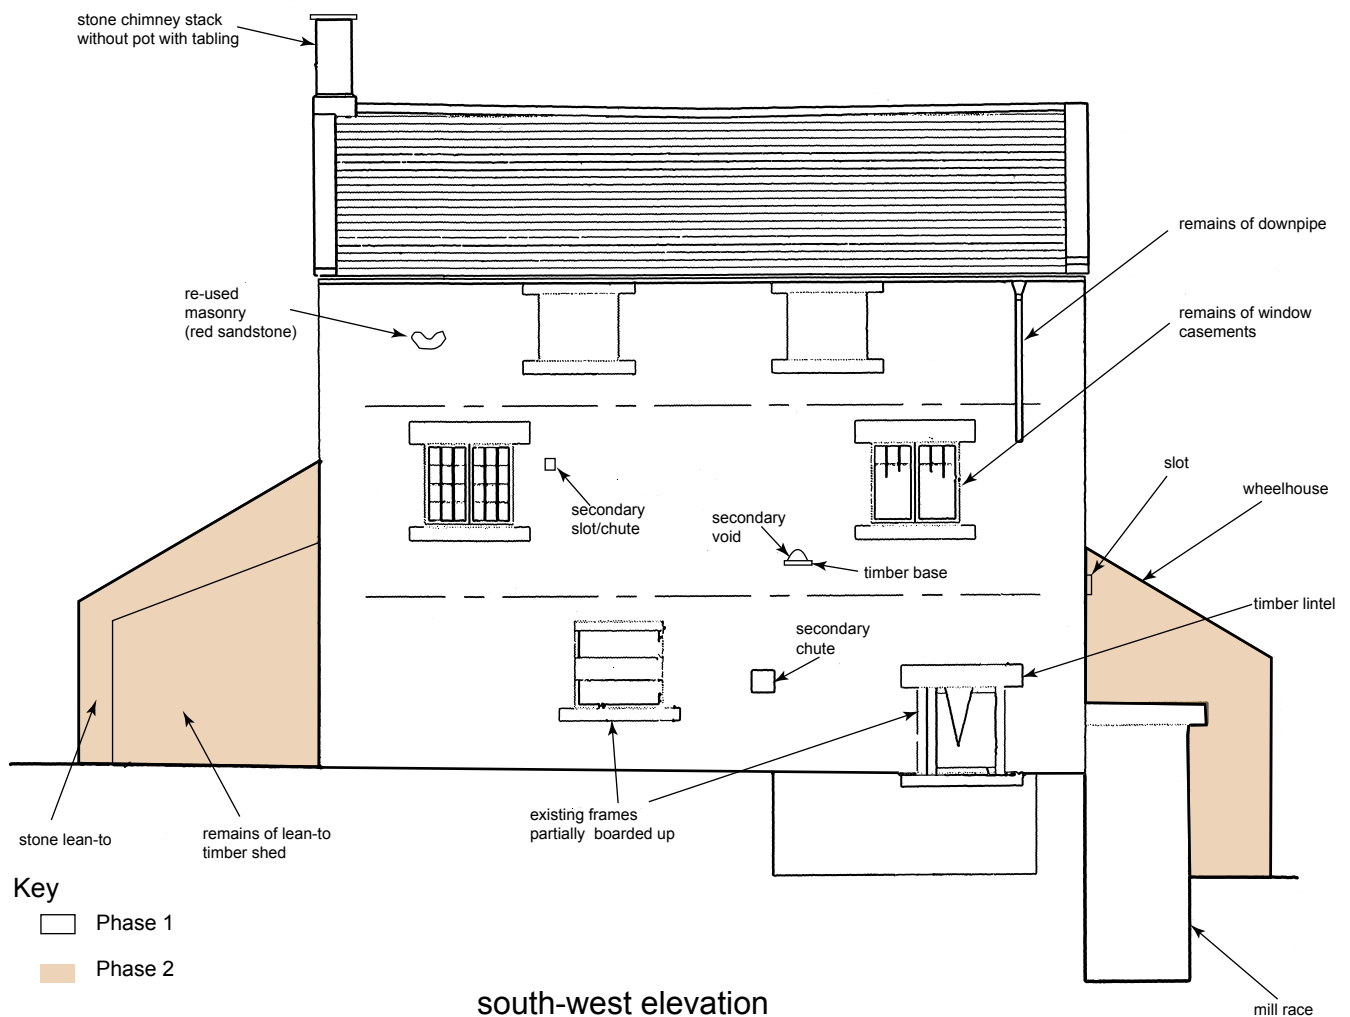 stone chimney stack
without pot with tabling
remains of downpipe
re-used
masonry
(red sandstone)
remains of window
casements
slot
wheelhouse
secondary
slot/chute
secondary
void
timber base
timber lintel
secondary
chute
existing frames
partially boarded up
stone lean-to
remains of lean-to
timber shed
Key
Phase 1
Phase 2
south-west elevation
mill race